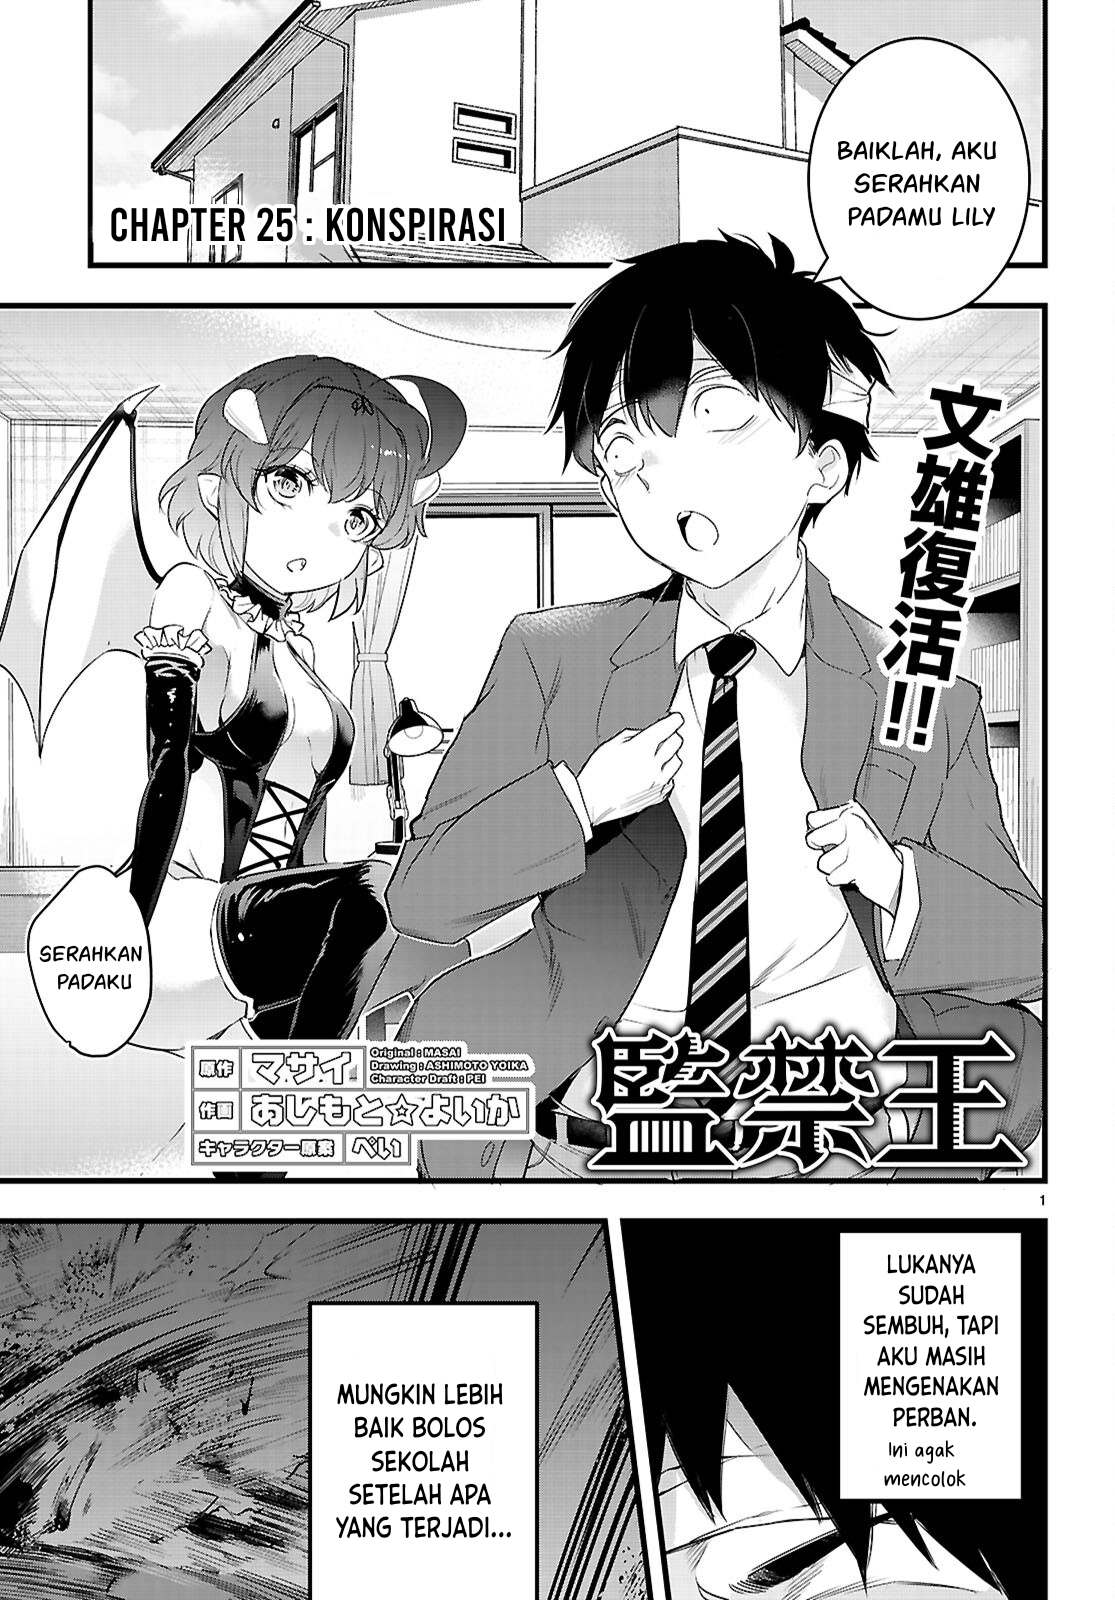 BAIKLAH, AKU
SERAHKAN
PADAMU LILY
CHAPTER 25 : KONSPIRASI
文雄復活!!
SERAHKAN
PADAKU
原作 マサイ
Original : MASAI
Drawing : ASHIMOTO YOIKA
Character Draft : PEI
作画 あしもと☆よいか
キャラクター原案 ぺい
監禁王
1
LUKANYA
SUDAH
SEMBUH, TAPI
AKU MASIH
MENGENAKAN
PERBAN.
Ini agak
mencolok
MUNGKIN LEBIH
BAIK BOLOS
SEKOLAH
SETELAH APA
YANG TERJADI...